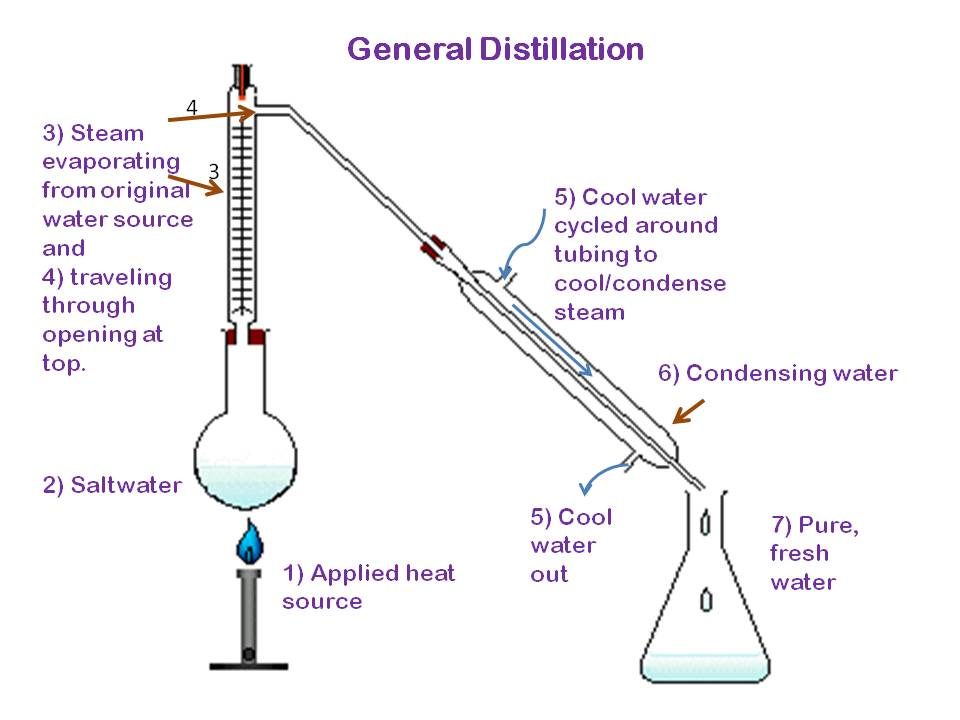 General Distillation
4
3
3) Steam
evaporating
from original
water source
and
4) traveling
through
opening at
top.
5) Cool water
cycled around
tubing to
cool/condense
steam
6) Condensing water
2) Saltwater
5) Cool
water
out
7) Pure,
fresh
water
1) Applied heat
source